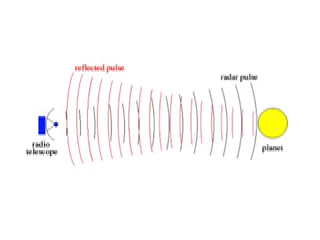 reflected pulse
radar pulse
radio
telescope
planet